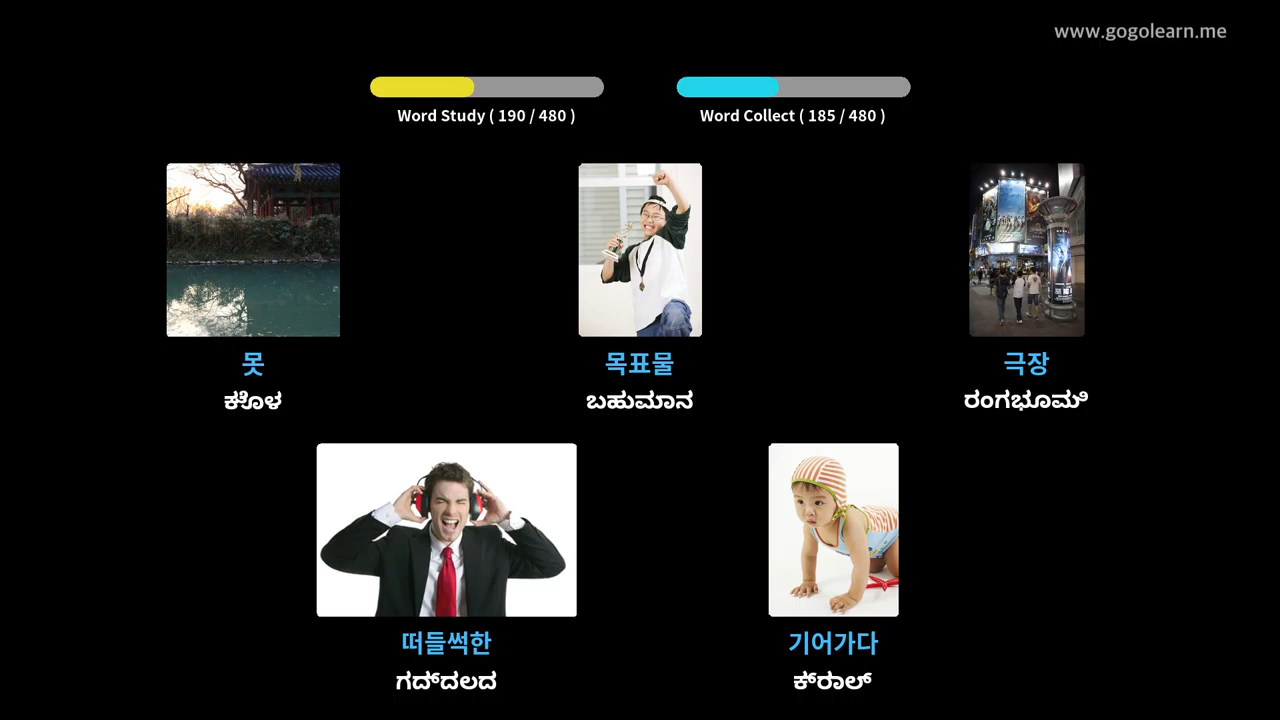 www.gogolearn.me
Word Study ( 190 / 480 )
Word Collect ( 185 / 480 )
못
목표물
극장
ಕೊಳ
ಬಹುಮಾನ
ರಂಗಭೂಮಿ
떠들썩한
기어가다
ಗದ್ದಲದ
ಕ್ರಾಲ್